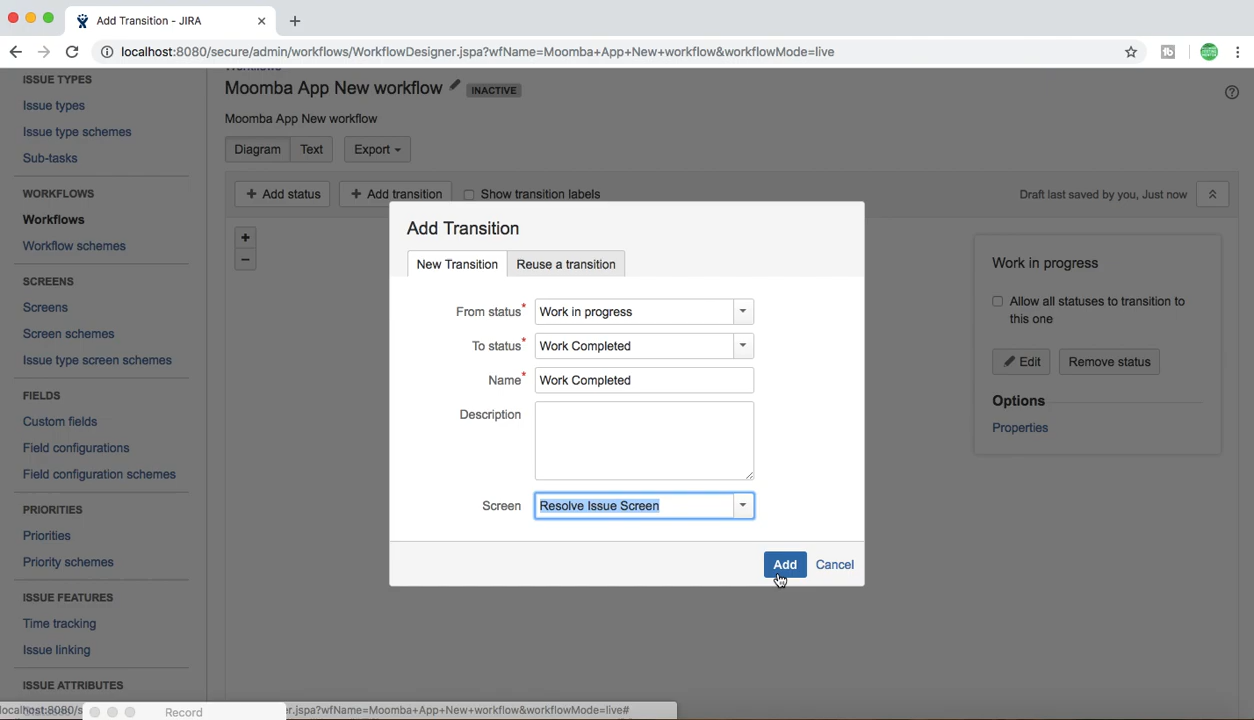 Add Transition - JIRA
localhost:8080/secure/admin/workflows/WorkflowDesigner.jspa?wfName=Moomba+App+New+workflow&workflowMode=live
ISSUE TYPES
Issue types
Issue type schemes
Sub-tasks
WORKFLOWS
Workflows
Workflow schemes
SCREENS
Screens
Screen schemes
Issue type screen schemes
FIELDS
Custom fields
Field configurations
Field configuration schemes
PRIORITIES
Priorities
Priority schemes
ISSUE FEATURES
Time tracking
Issue linking
ISSUE ATTRIBUTES
Moomba App New workflow INACTIVE
Moomba App New workflow
Diagram Text Export
+ Add status + Add transition Show transition labels Draft last saved by you, Just now
+
−
Add Transition
New Transition Reuse a transition
From status* Work in progress
To status* Work Completed
Name* Work Completed
Description
Screen Resolve Issue Screen
Add Cancel
Work in progress
Allow all statuses to transition to
this one
Edit Remove status
Options
Properties
Record
er.jspa?wfName=Moomba+App+New+workflow&workflowMode=live#